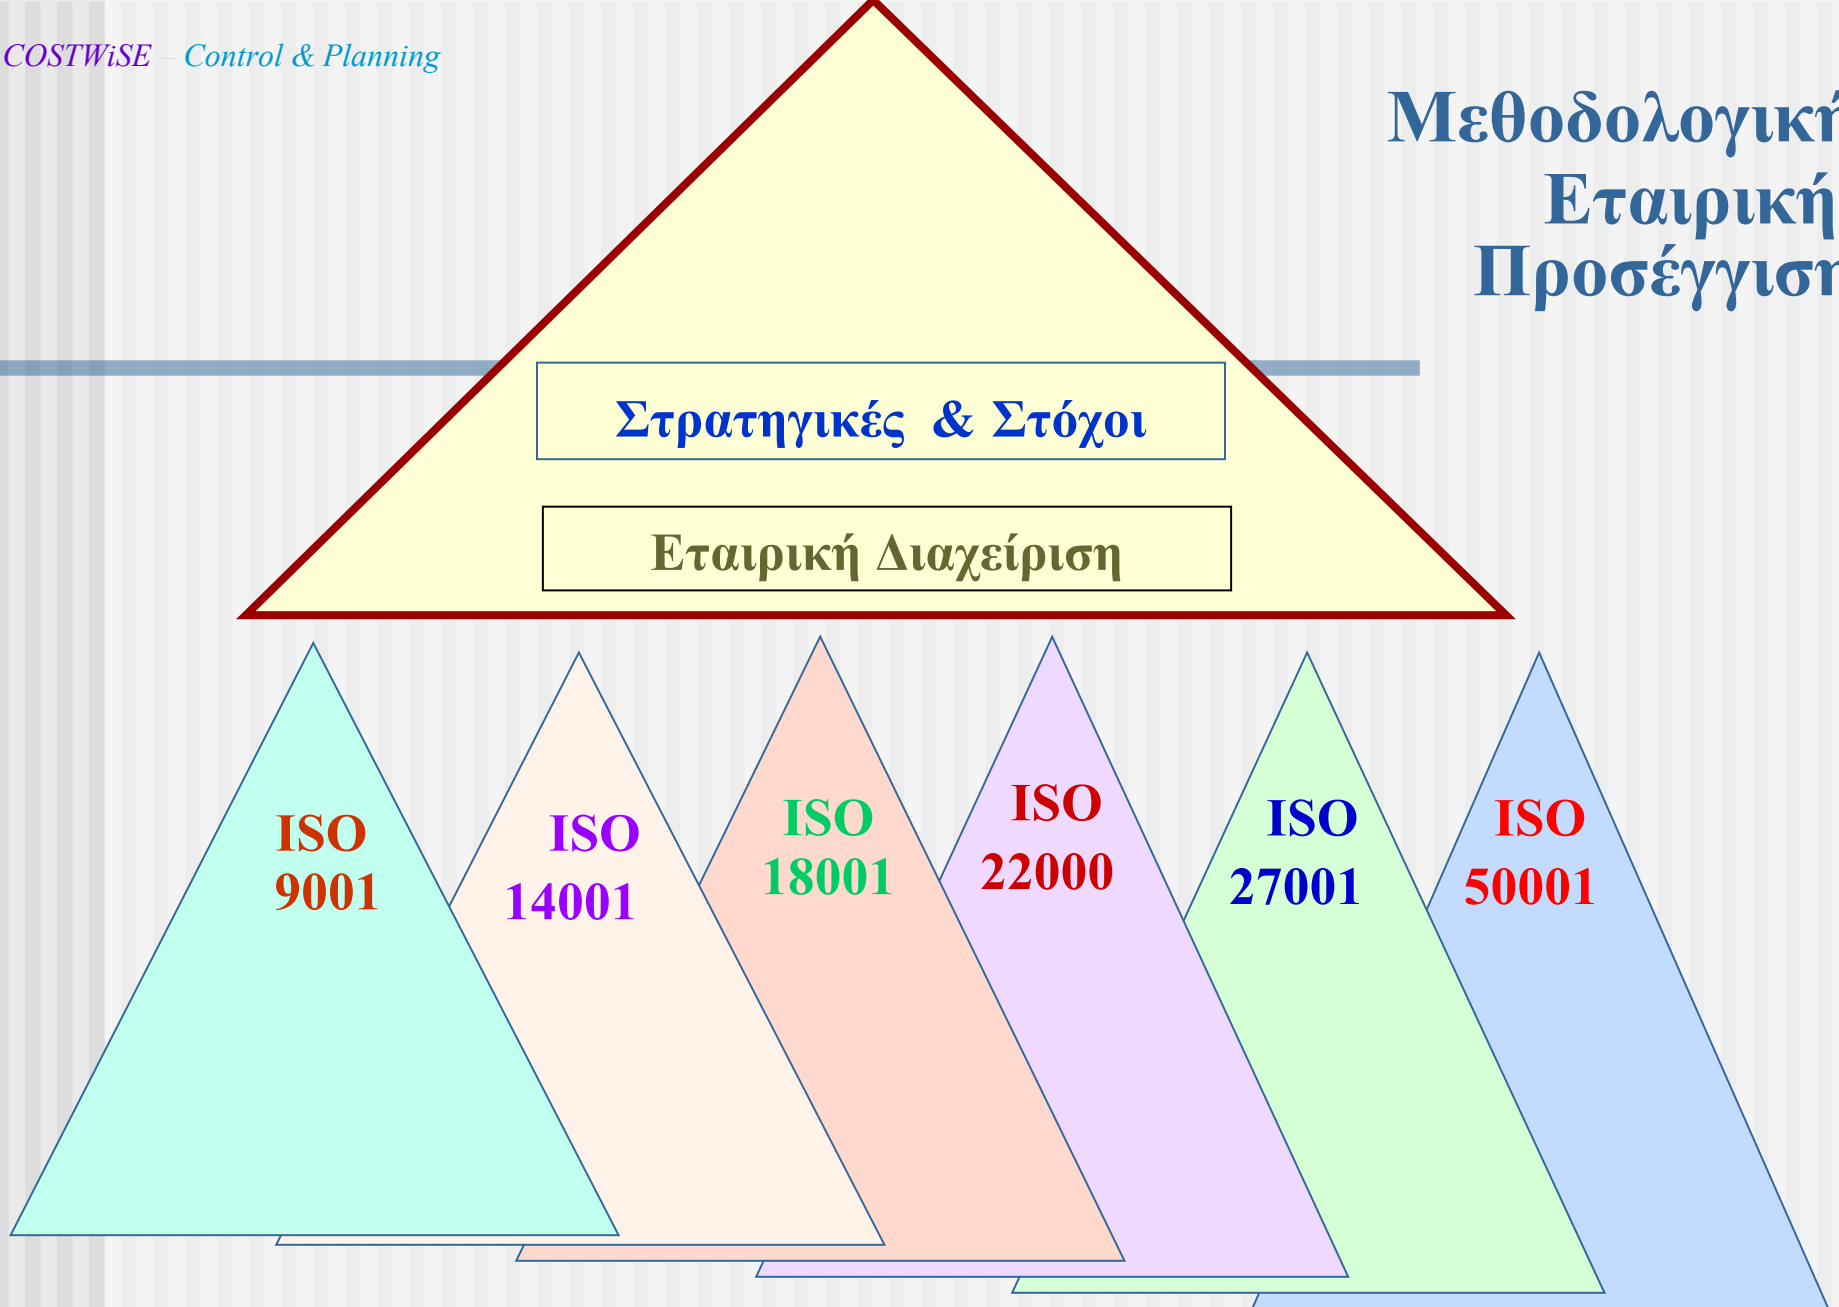 COSTWiSE – Control & Planning
Μεθοδολογική
Εταιρική
Προσέγγιση
Στρατηγικές & Στόχοι
Εταιρική Διαχείριση
ISO
9001
ISO
14001
ISO
18001
ISO
22000
ISO
27001
ISO
50001